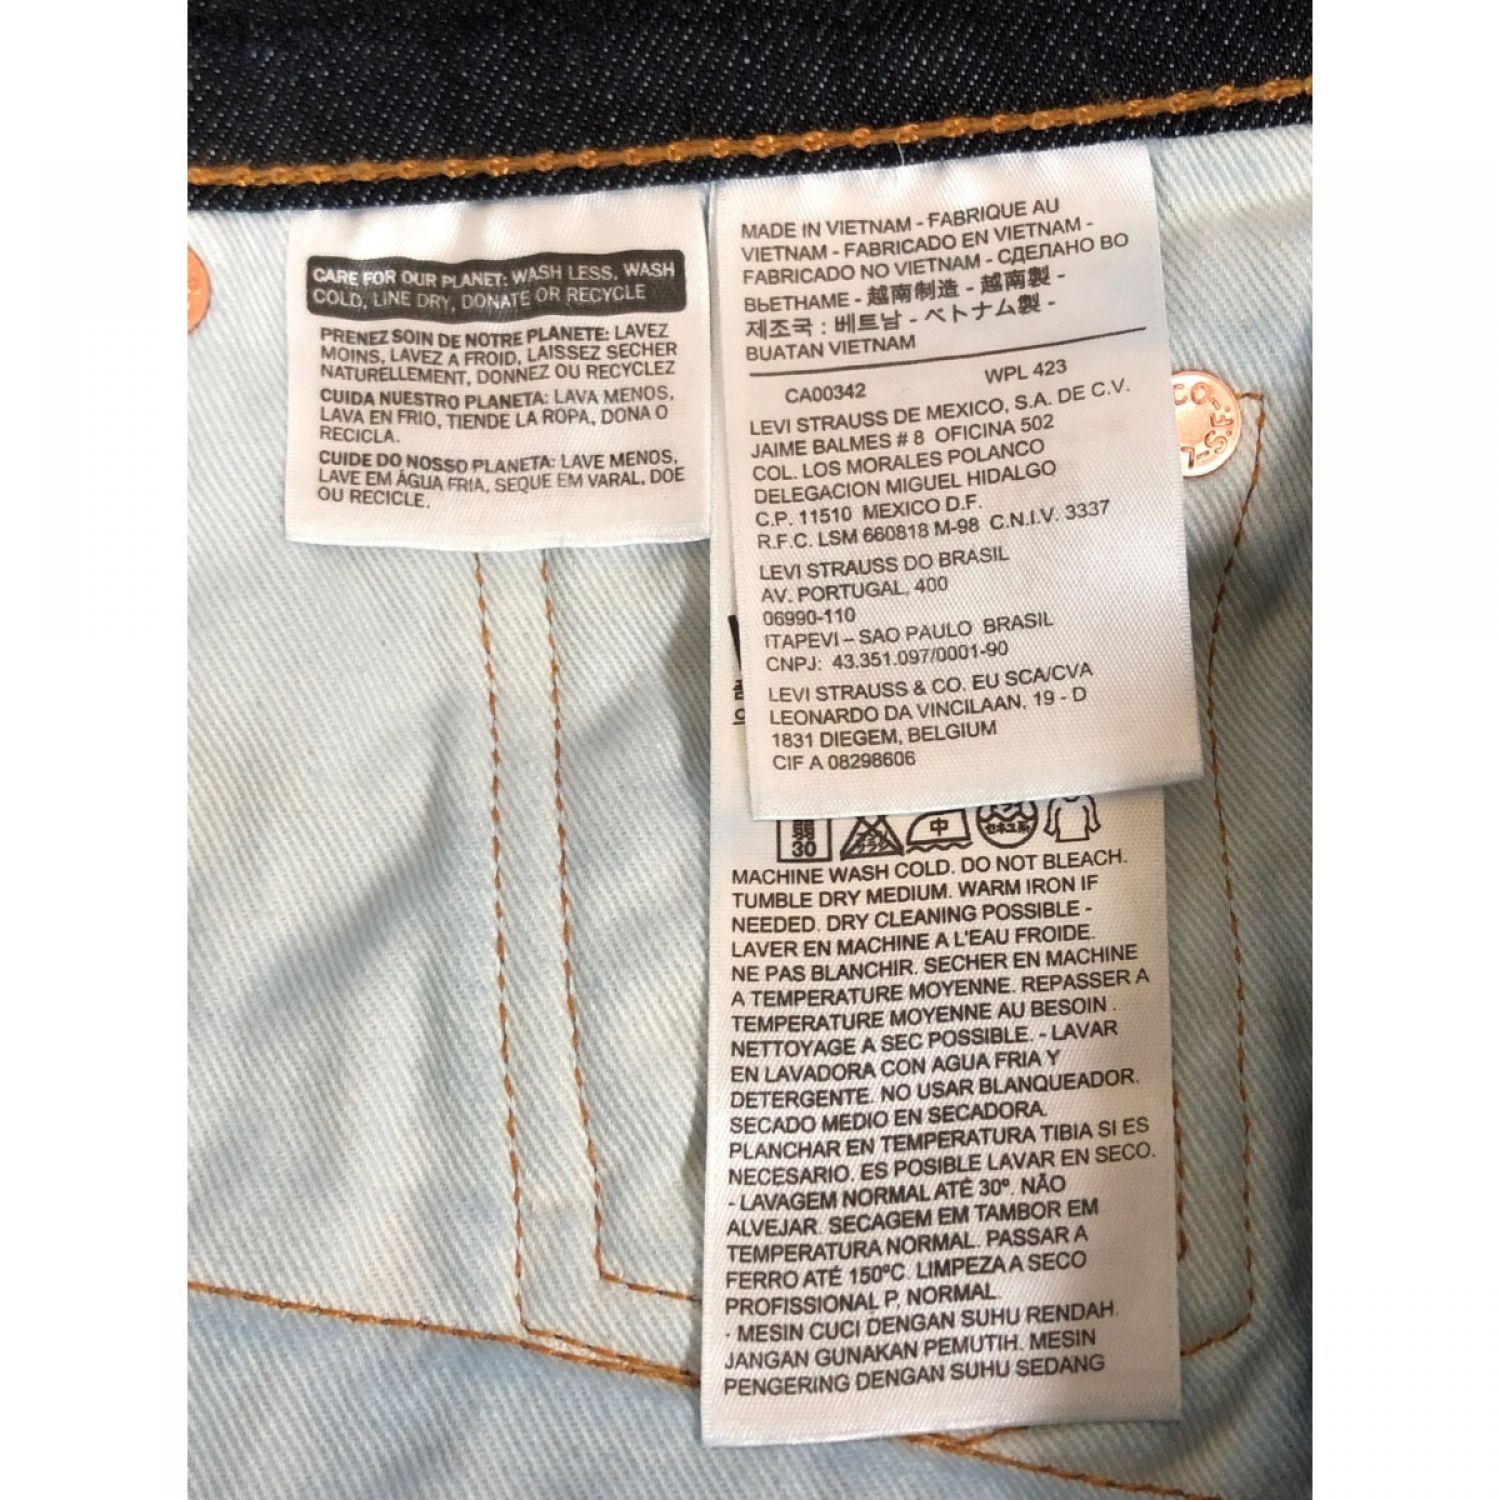 CARE FOR OUR PLANET: WASH LESS, WASH
COLD, LINE DRY, DONATE OR RECYCLE
PRENEZ SOIN DE NOTRE PLANETE: LAVEZ
MOINS, LAVEZ A FROID, LAISSEZ SECHER
NATURELLEMENT, DONNEZ OU RECYCLEZ
CUIDA NUESTRO PLANETA: LAVA MENOS,
LAVA EN FRIO, TIENDE LA ROPA, DONA O
RECICLA.
CUIDE DO NOSSO PLANETA: LAVE MENOS,
LAVE EM ÁGUA FRIA, SEQUE EM VARAL, DOE
OU RECICLE.
MADE IN VIETNAM - FABRIQUE AU
VIETNAM - FABRICADO EN VIETNAM -
FABRICADO NO VIETNAM - СДЕЛАНО ВО
ВЬЕТНАМЕ - 越南制造 - 越南製 -
제조국 : 베트남 - ベトナム製 -
BUATAN VIETNAM
CA00342 WPL 423
LEVI STRAUSS DE MEXICO, S.A. DE C.V.
JAIME BALMES # 8 OFICINA 502
COL. LOS MORALES POLANCO
DELEGACION MIGUEL HIDALGO
C.P. 11510 MEXICO D.F.
R.F.C. LSM 660818 M-98 C.N.I.V. 3337
LEVI STRAUSS DO BRASIL
AV. PORTUGAL, 400
06990-110
ITAPEVI – SAO PAULO BRASIL
CNPJ: 43.351.097/0001-90
LEVI STRAUSS & CO. EU SCA/CVA
LEONARDO DA VINCILAAN, 19 - D
1831 DIEGEM, BELGIUM
CIF A 08298606
30 中 セキユ系
MACHINE WASH COLD. DO NOT BLEACH.
TUMBLE DRY MEDIUM. WARM IRON IF
NEEDED. DRY CLEANING POSSIBLE -
LAVER EN MACHINE A L'EAU FROIDE.
NE PAS BLANCHIR. SECHER EN MACHINE
A TEMPERATURE MOYENNE. REPASSER A
TEMPERATURE MOYENNE AU BESOIN .
NETTOYAGE A SEC POSSIBLE. - LAVAR
EN LAVADORA CON AGUA FRIA Y
DETERGENTE. NO USAR BLANQUEADOR.
SECADO MEDIO EN SECADORA.
PLANCHAR EN TEMPERATURA TIBIA SI ES
NECESARIO. ES POSIBLE LAVAR EN SECO.
- LAVAGEM NORMAL ATÉ 30º. NÃO
ALVEJAR. SECAGEM EM TAMBOR EM
TEMPERATURA NORMAL. PASSAR A
FERRO ATÉ 150ºC. LIMPEZA A SECO
PROFISSIONAL P, NORMAL.
· MESIN CUCI DENGAN SUHU RENDAH.
JANGAN GUNAKAN PEMUTIH. MESIN
PENGERING DENGAN SUHU SEDANG